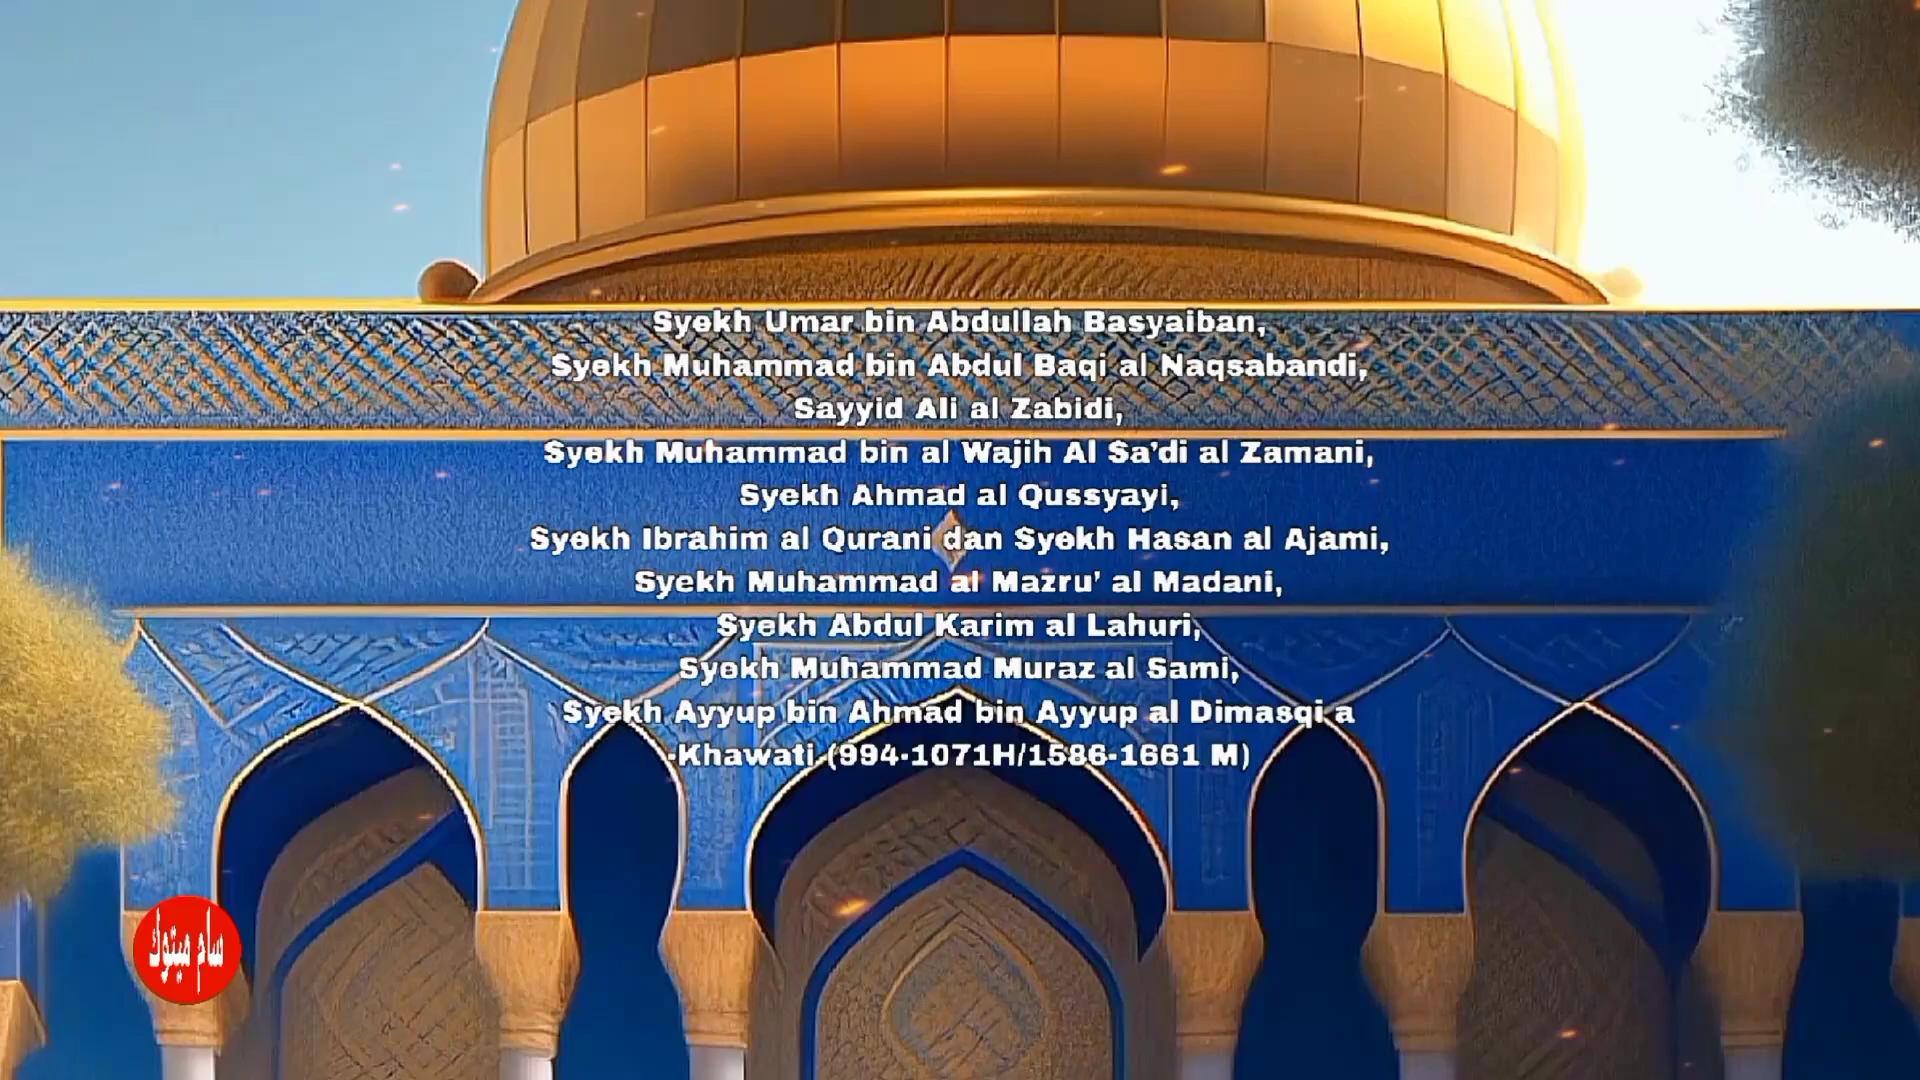 Syekh Umar bin Abdullah Basyaiban,
Syekh Muhammad bin Abdul Baqi al Naqsabandi,
Sayyid Ali al Zabidi,
Syekh Muhammad bin al Wajih Al Sa'di al Zamani,
Syekh Ahmad al Qussyayi,
Syekh Ibrahim al Qurani dan Syekh Hasan al Ajami,
Syekh Muhammad al Mazru' al Madani,
Syekh Abdul Karim al Lahuri,
Syekh Muhammad Muraz al Sami,
Syekh Ayyup bin Ahmad bin Ayyup al Dimasqi a
-Khawati (994-1071H/1586-1661 M)
سام ميتوك